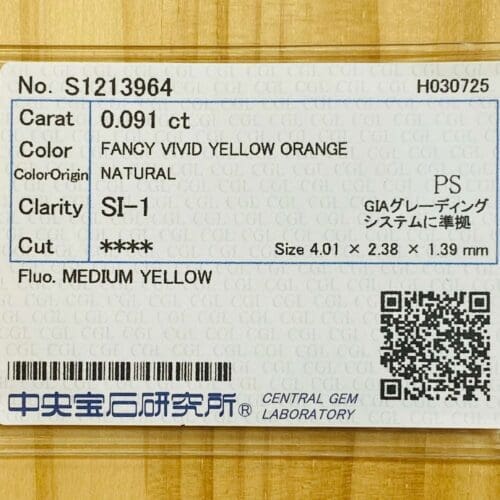 No. S1213964
H030725
Carat 0.091 ct
Color FANCY VIVID YELLOW ORANGE
ColorOrigin NATURAL
Clarity SI-1
PS
GIAグレーディング
システムに準拠
Cut ****
Size 4.01 × 2.38 × 1.39 mm
Fluo. MEDIUM YELLOW
中央宝石研究所®
CENTRAL GEM
LABORATORY